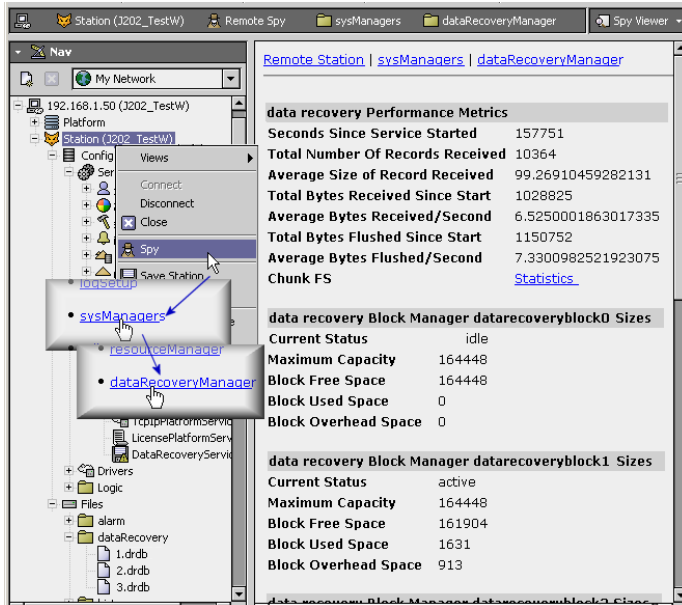 Station (J202_TestW)
Remote Spy
sysManagers
dataRecoveryManager
Spy Viewer
Nav
My Network
192.168.1.50 (J202_TestW)
Platform
Station (J202_TestW)
Config
Views
Connect
Disconnect
Close
Spy
Save Station
logSetup
sysManagers
resourceManager
dataRecoveryManager
TcpIpPlatformServic
LicensePlatformServ
DataRecoveryServic
Drivers
Logic
Files
alarm
dataRecovery
1.drdb
2.drdb
3.drdb
Remote Station | sysManagers | dataRecoveryManager
data recovery Performance Metrics
Seconds Since Service Started 157751
Total Number Of Records Received 10364
Average Size of Record Received 99.26910459282131
Total Bytes Received Since Start 1028825
Average Bytes Received/Second 6.5250001863017335
Total Bytes Flushed Since Start 1150752
Average Bytes Flushed/Second 7.3300982521923075
Chunk FS Statistics
data recovery Block Manager datarecoveryblock0 Sizes
Current Status idle
Maximum Capacity 164448
Block Free Space 164448
Block Used Space 0
Block Overhead Space 0
data recovery Block Manager datarecoveryblock1 Sizes
Current Status active
Maximum Capacity 164448
Block Free Space 161904
Block Used Space 1631
Block Overhead Space 913
data recovery Block Manager datarecoveryblock2 Sizes